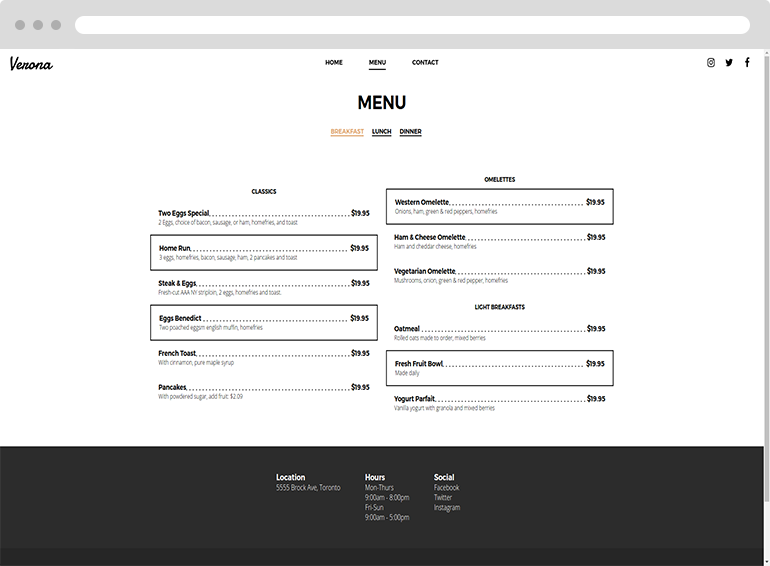 Verona
HOME MENU CONTACT
MENU
BREAKFAST LUNCH DINNER
CLASSICS
Two Eggs Special $19.95
2 Eggs, choice of bacon, sausage, or ham, homefries, and toast
Home Run $19.95
3 eggs, homefries, bacon, sausage, ham, 2 pancakes and toast
Steak & Eggs $19.95
Fresh-cut AAA NY striploin, 2 eggs, homefries and toast.
Eggs Benedict $19.95
Two poached eggsm english muffin, homefries
French Toast $19.95
With cinnamon, pure maple syrup
Pancakes $19.95
With powdered sugar, add fruit: $2.09
OMELETTES
Western Omelette $19.95
Onions, ham, green & red peppers, homefries
Ham & Cheese Omelette $19.95
Ham and cheddar cheese, homefries
Vegetarian Omelette $19.95
Mushrooms, onion, green & red pepper, homefries
LIGHT BREAKFASTS
Oatmeal $19.95
Rolled oats made to order, mixed berries
Fresh Fruit Bowl $19.95
Made daily
Yogurt Parfait $19.95
Vanilla yogurt with granola and mixed berries
Location
5555 Brock Ave, Toronto
Hours
Mon-Thurs
9:00am - 8:00pm
Fri-Sun
9:00am - 5:00pm
Social
Facebook
Twitter
Instagram